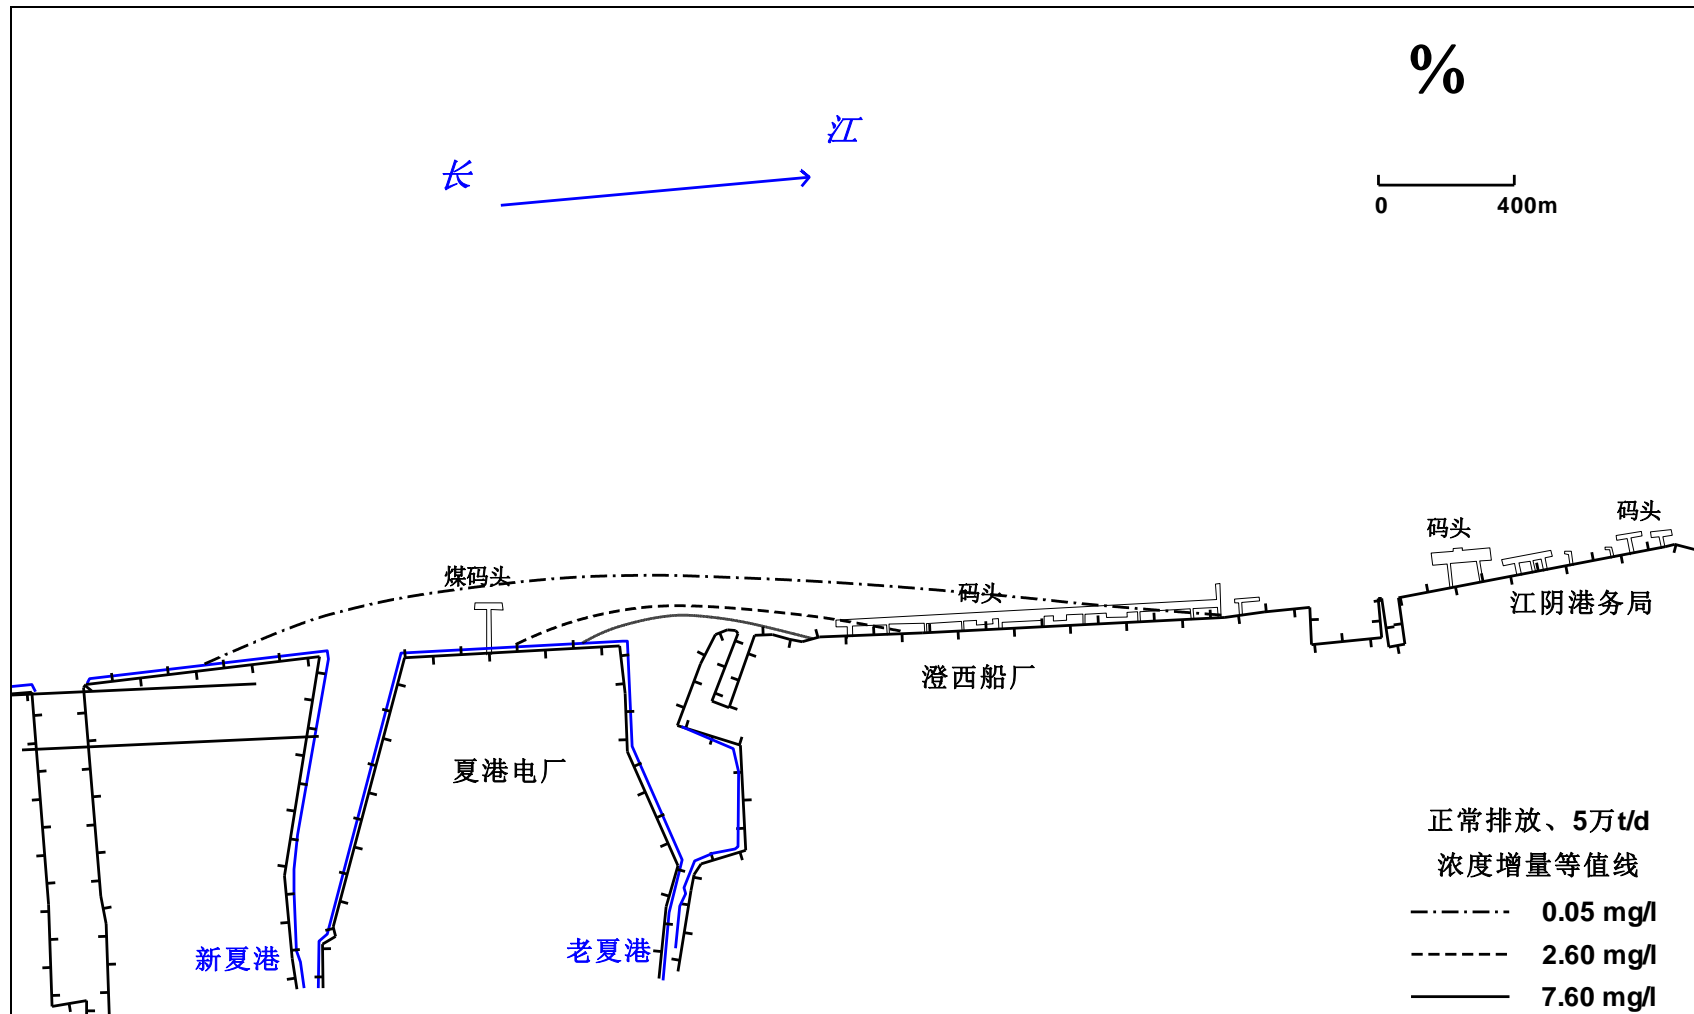 %
江
长
0 400m
码头
码头
煤码头
码头
江阴港务局
澄西船厂
夏港电厂
正常排放、5万t/d
浓度增量等值线
0.05 mg/l
新夏港
老夏港
2.60 mg/l
7.60 mg/l